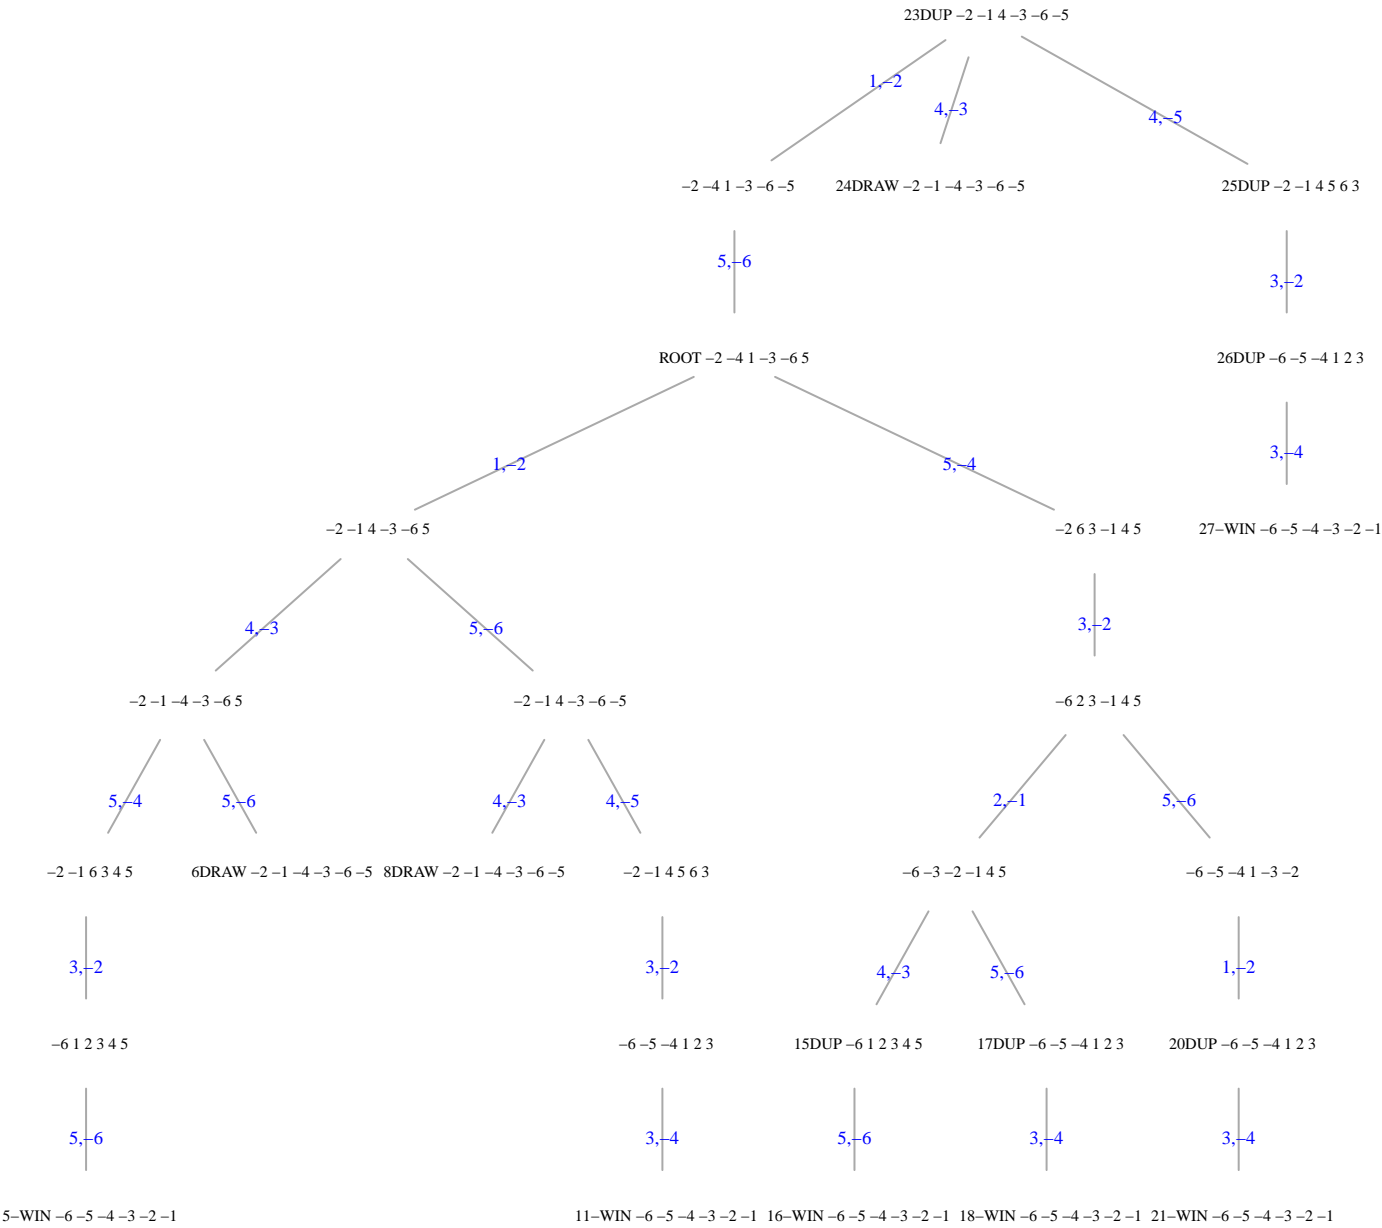 23DUP −2 −1 4 −3 −6 −5
1,−2
4,−3
4,−5
−2 −4 1 −3 −6 −5
24DRAW −2 −1 −4 −3 −6 −5
25DUP −2 −1 4 5 6 3
5,−6
3,−2
ROOT −2 −4 1 −3 −6 5
26DUP −6 −5 −4 1 2 3
1,−2
5,−4
3,−4
−2 −1 4 −3 −6 5
−2 6 3 −1 4 5
27−WIN −6 −5 −4 −3 −2 −1
4,−3
5,−6
3,−2
−2 −1 −4 −3 −6 5
−2 −1 4 −3 −6 −5
−6 2 3 −1 4 5
5,−4
5,−6
4,−3
4,−5
2,−1
5,−6
−2 −1 6 3 4 5
6DRAW −2 −1 −4 −3 −6 −5
8DRAW −2 −1 −4 −3 −6 −5
−2 −1 4 5 6 3
−6 −3 −2 −1 4 5
−6 −5 −4 1 −3 −2
3,−2
3,−2
4,−3
5,−6
1,−2
−6 1 2 3 4 5
−6 −5 −4 1 2 3
15DUP −6 1 2 3 4 5
17DUP −6 −5 −4 1 2 3
20DUP −6 −5 −4 1 2 3
5,−6
3,−4
5,−6
3,−4
3,−4
5−WIN −6 −5 −4 −3 −2 −1
11−WIN −6 −5 −4 −3 −2 −1
16−WIN −6 −5 −4 −3 −2 −1
18−WIN −6 −5 −4 −3 −2 −1
21−WIN −6 −5 −4 −3 −2 −1